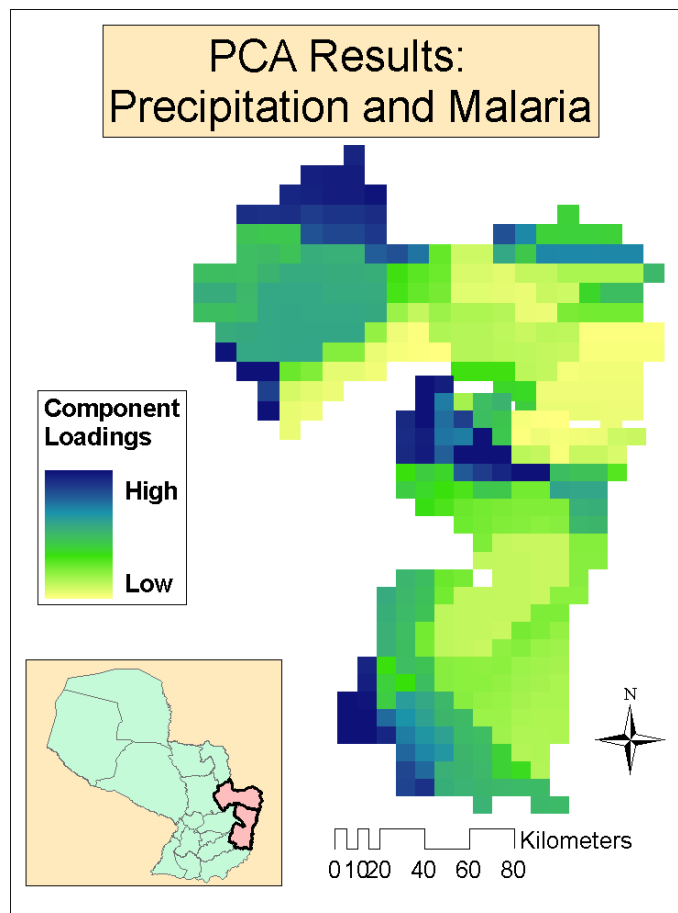 PCA Results:
Precipitation and Malaria
Component
Loadings
High
Low
N
Kilometers
0 10 20 40 60 80